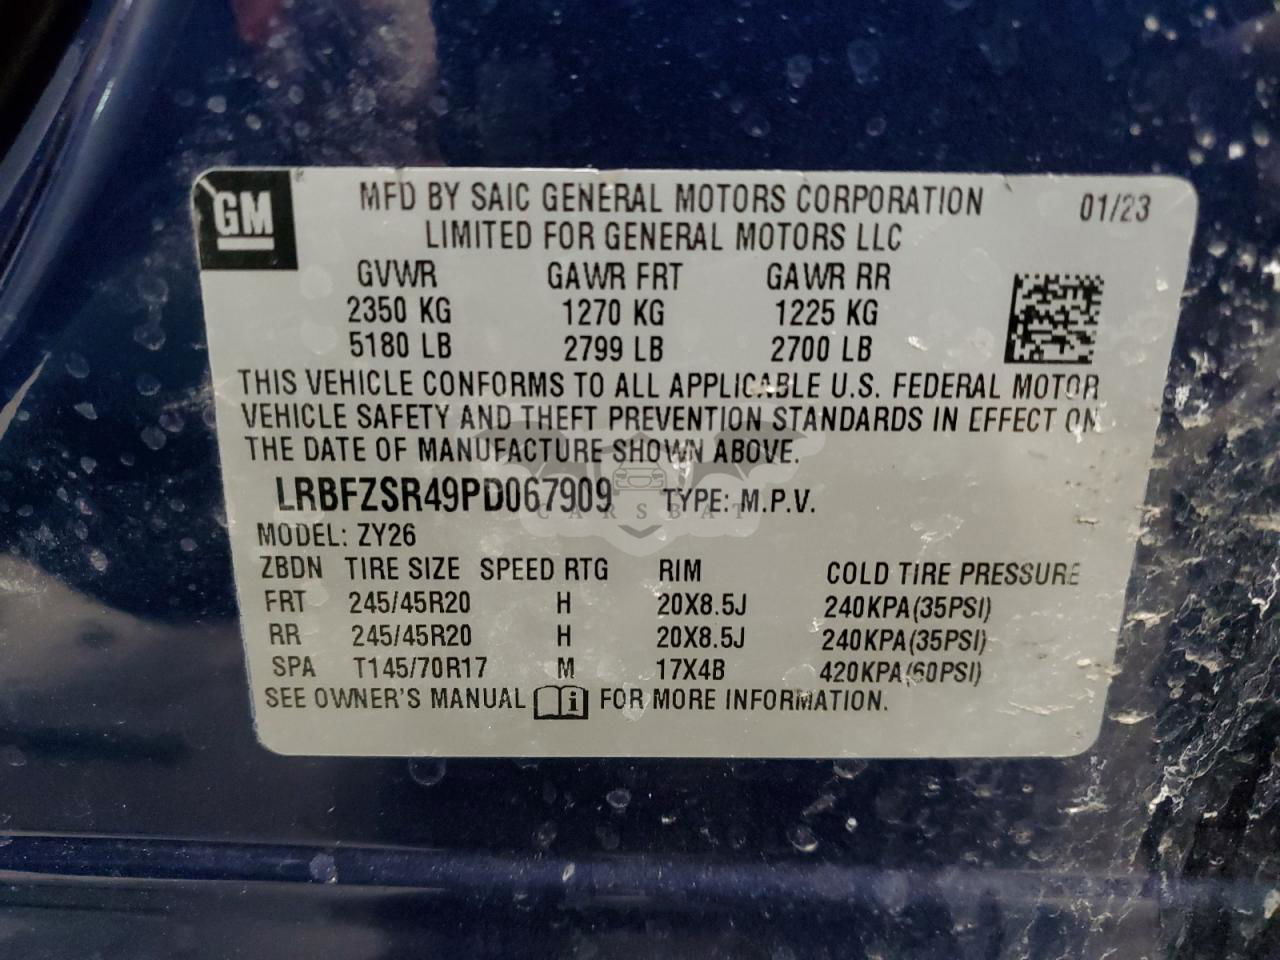 GM ® MFD BY SAIC GENERAL MOTORS CORPORATION 01/23
LIMITED FOR GENERAL MOTORS LLC
GVWR GAWR FRT GAWR RR
2350 KG 1270 KG 1225 KG
5180 LB 2799 LB 2700 LB
THIS VEHICLE CONFORMS TO ALL APPLICABLE U.S. FEDERAL MOTOR
VEHICLE SAFETY AND THEFT PREVENTION STANDARDS IN EFFECT ON
THE DATE OF MANUFACTURE SHOWN ABOVE.
LRBFZSR49PD067909 TYPE: M.P.V.
CARSBAT
MODEL: ZY26
ZBDN TIRE SIZE SPEED RTG RIM COLD TIRE PRESSURE
FRT 245/45R20 H 20X8.5J 240KPA(35PSI)
RR 245/45R20 H 20X8.5J 240KPA(35PSI)
SPA T145/70R17 M 17X4B 420KPA(60PSI)
SEE OWNER'S MANUAL i FOR MORE INFORMATION.